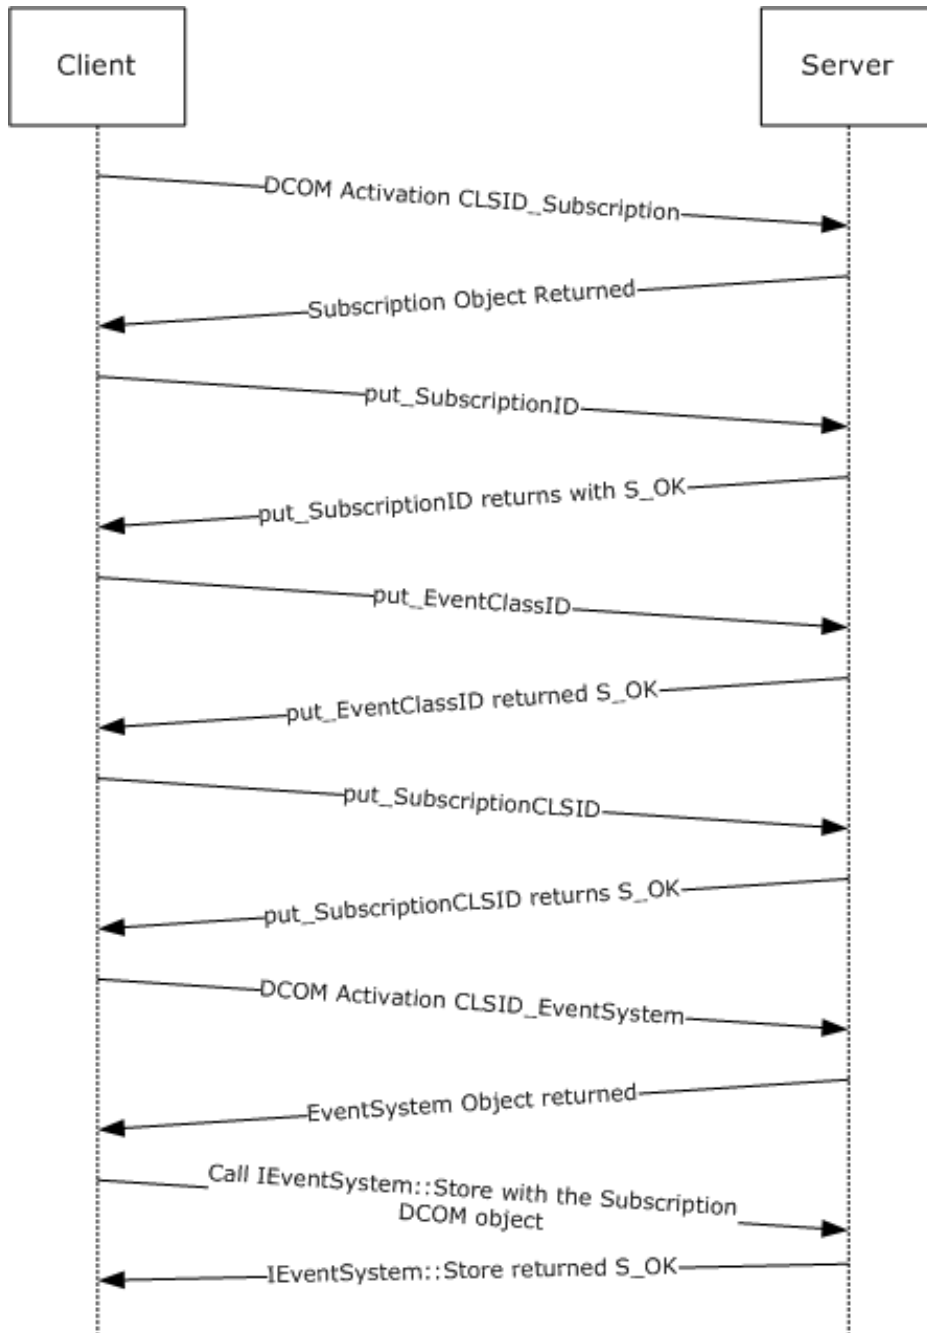 Client
Server
DCOM Activation CLSID_Subscription
Subscription Object Returned
put_SubscriptionID
put_SubscriptionID returns with S_OK
put_EventClassID
put_EventClassID returned S_OK
put_SubscriptionCLSID
put_SubscriptionCLSID returns S_OK
DCOM Activation CLSID_EventSystem
EventSystem Object returned
Call IEventSystem::Store with the Subscription
DCOM object
IEventSystem::Store returned S_OK